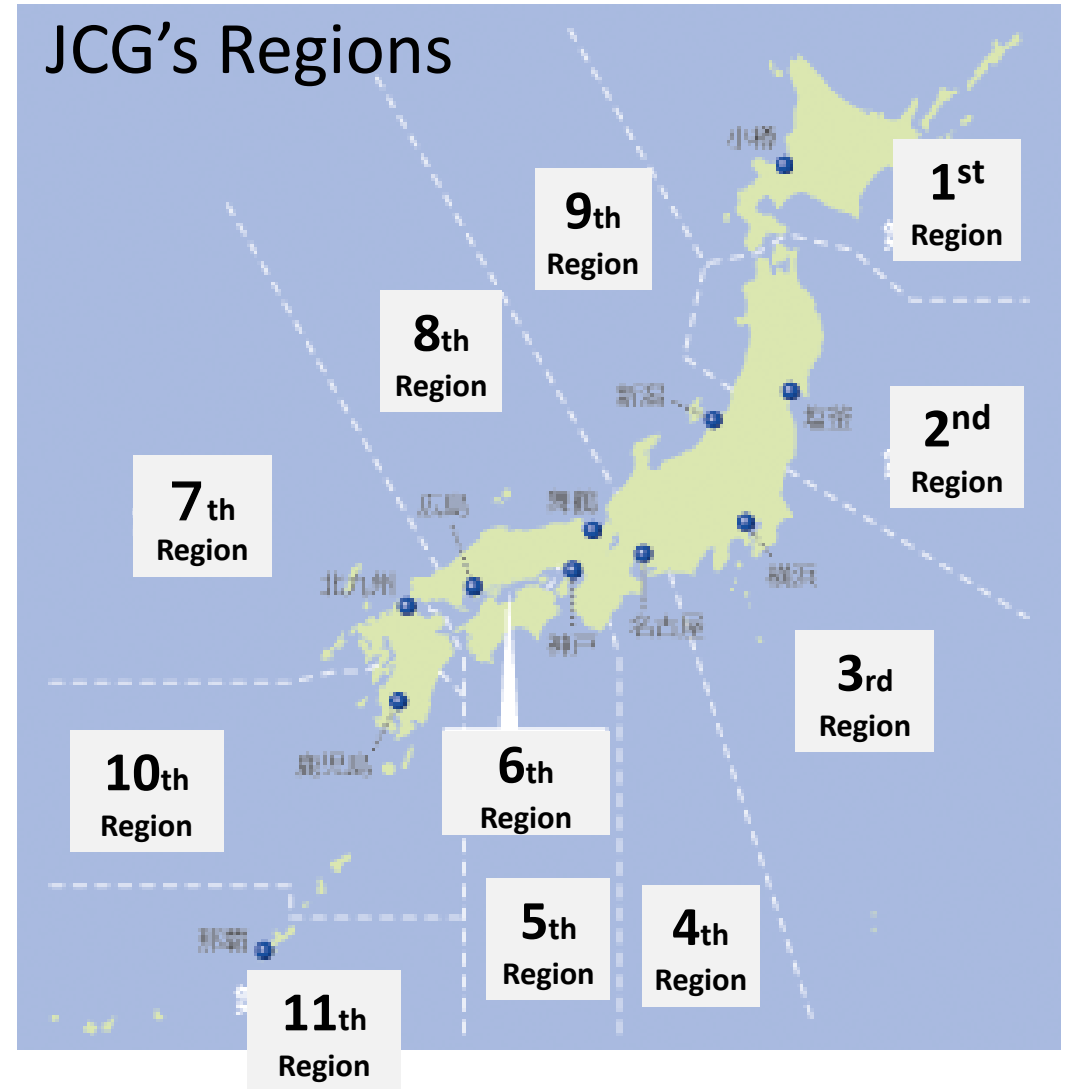 JCG's Regions
小樽
1st
Region
9th
Region
8th
Region
新潟
塩釜
2nd
Region
7th
Region
広島
舞鶴
横浜
北九州
神戸
名古屋
3rd
Region
鹿児島
10th
Region
6th
Region
5th
Region
4th
Region
那覇
11th
Region